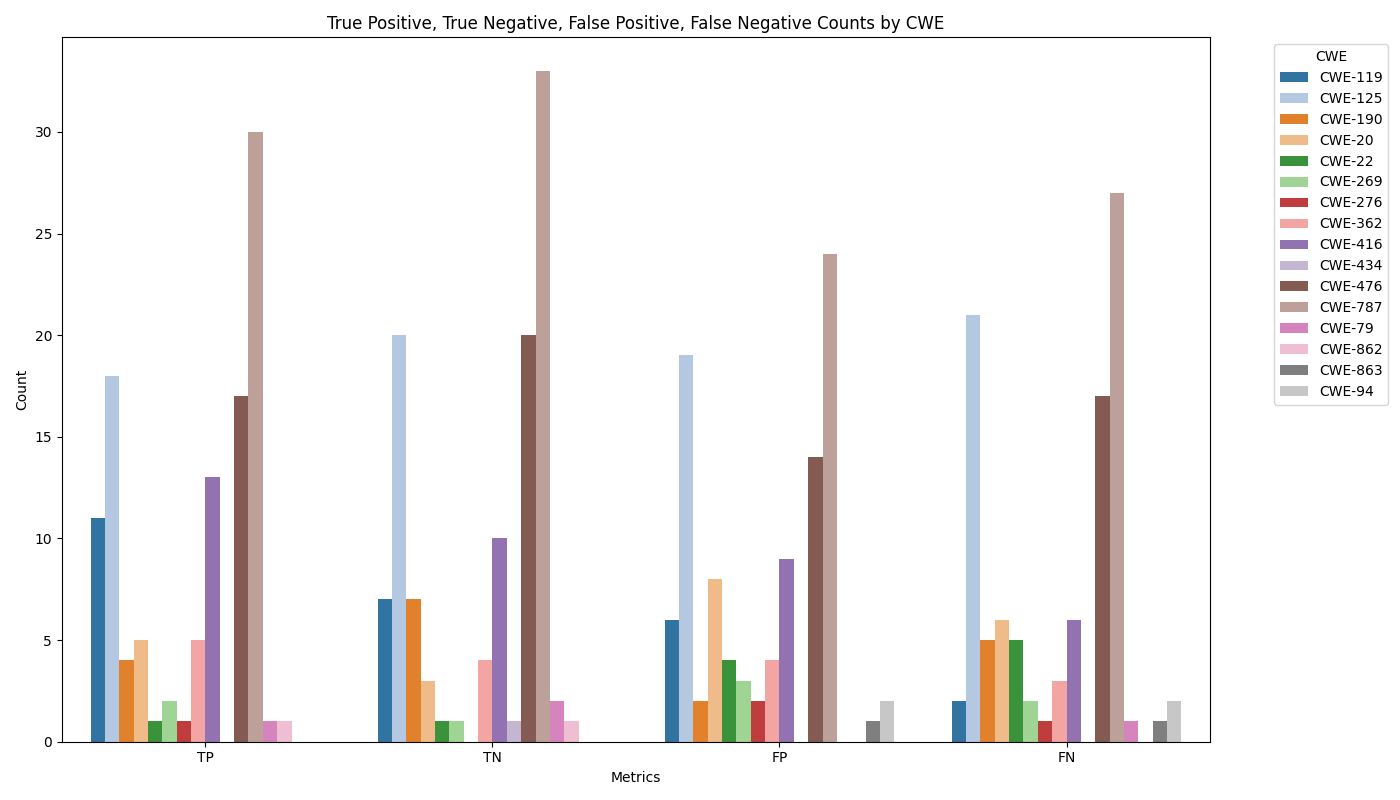 True Positive, True Negative, False Positive, False Negative Counts by CWE
Count
30
25
20
15
10
5
0
TP
TN
FP
FN
Metrics
CWE
CWE-119
CWE-125
CWE-190
CWE-20
CWE-22
CWE-269
CWE-276
CWE-362
CWE-416
CWE-434
CWE-476
CWE-787
CWE-79
CWE-862
CWE-863
CWE-94